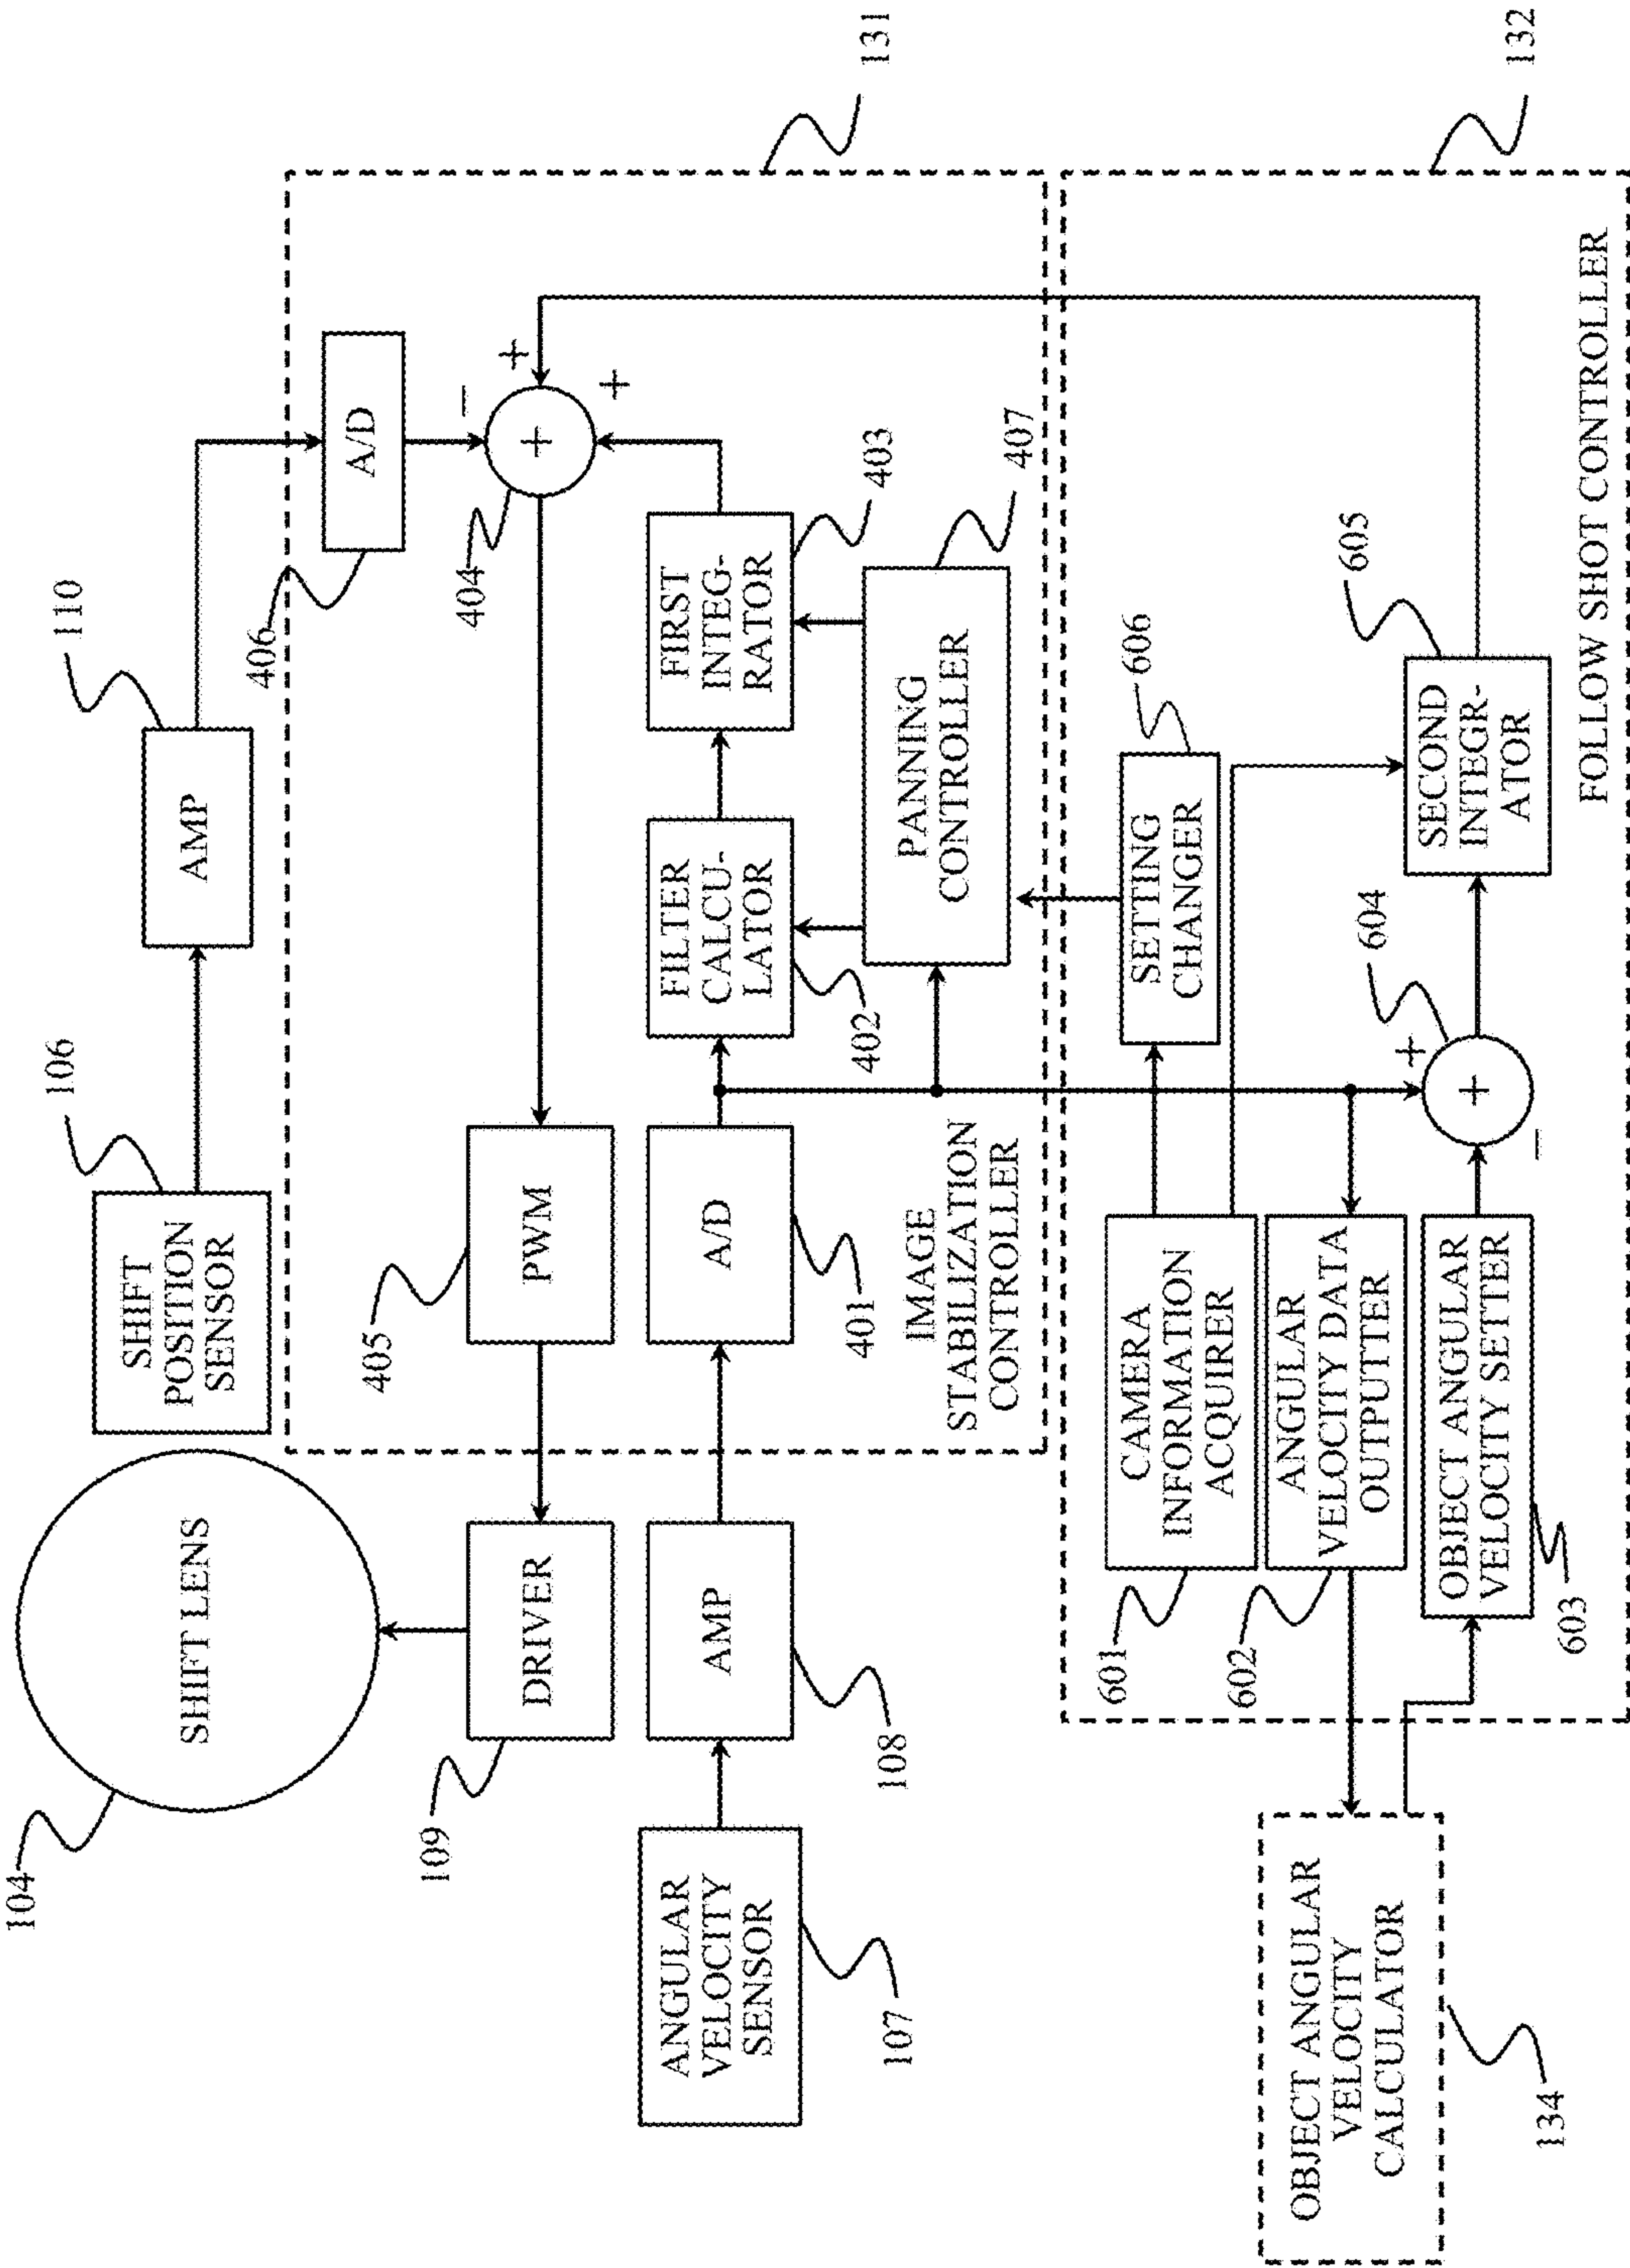 104
SHIFT LENS
SHIFT
POSITION
SENSOR
106
AMP
110
109
DRIVER
405
PWM
404
+
−
+
+
A/D
406
131
107
ANGULAR
VELOCITY
SENSOR
108
AMP
401
A/D
402
FILTER
CALCU-
LATOR
FIRST
INTEG-
RATOR
403
PANNING
CONTROLLER
407
IMAGE
STABILIZATION
CONTROLLER
134
OBJECT ANGULAR
VELOCITY
CALCULATOR
601
CAMERA
INFORMATION
ACQUIRER
602
ANGULAR
VELOCITY DATA
OUTPUTTER
603
OBJECT ANGULAR
VELOCITY SETTER
SETTING
CHANGER
606
604
+
+
−
SECOND
INTEGR-
ATOR
605
FOLLOW SHOT CONTROLLER
132